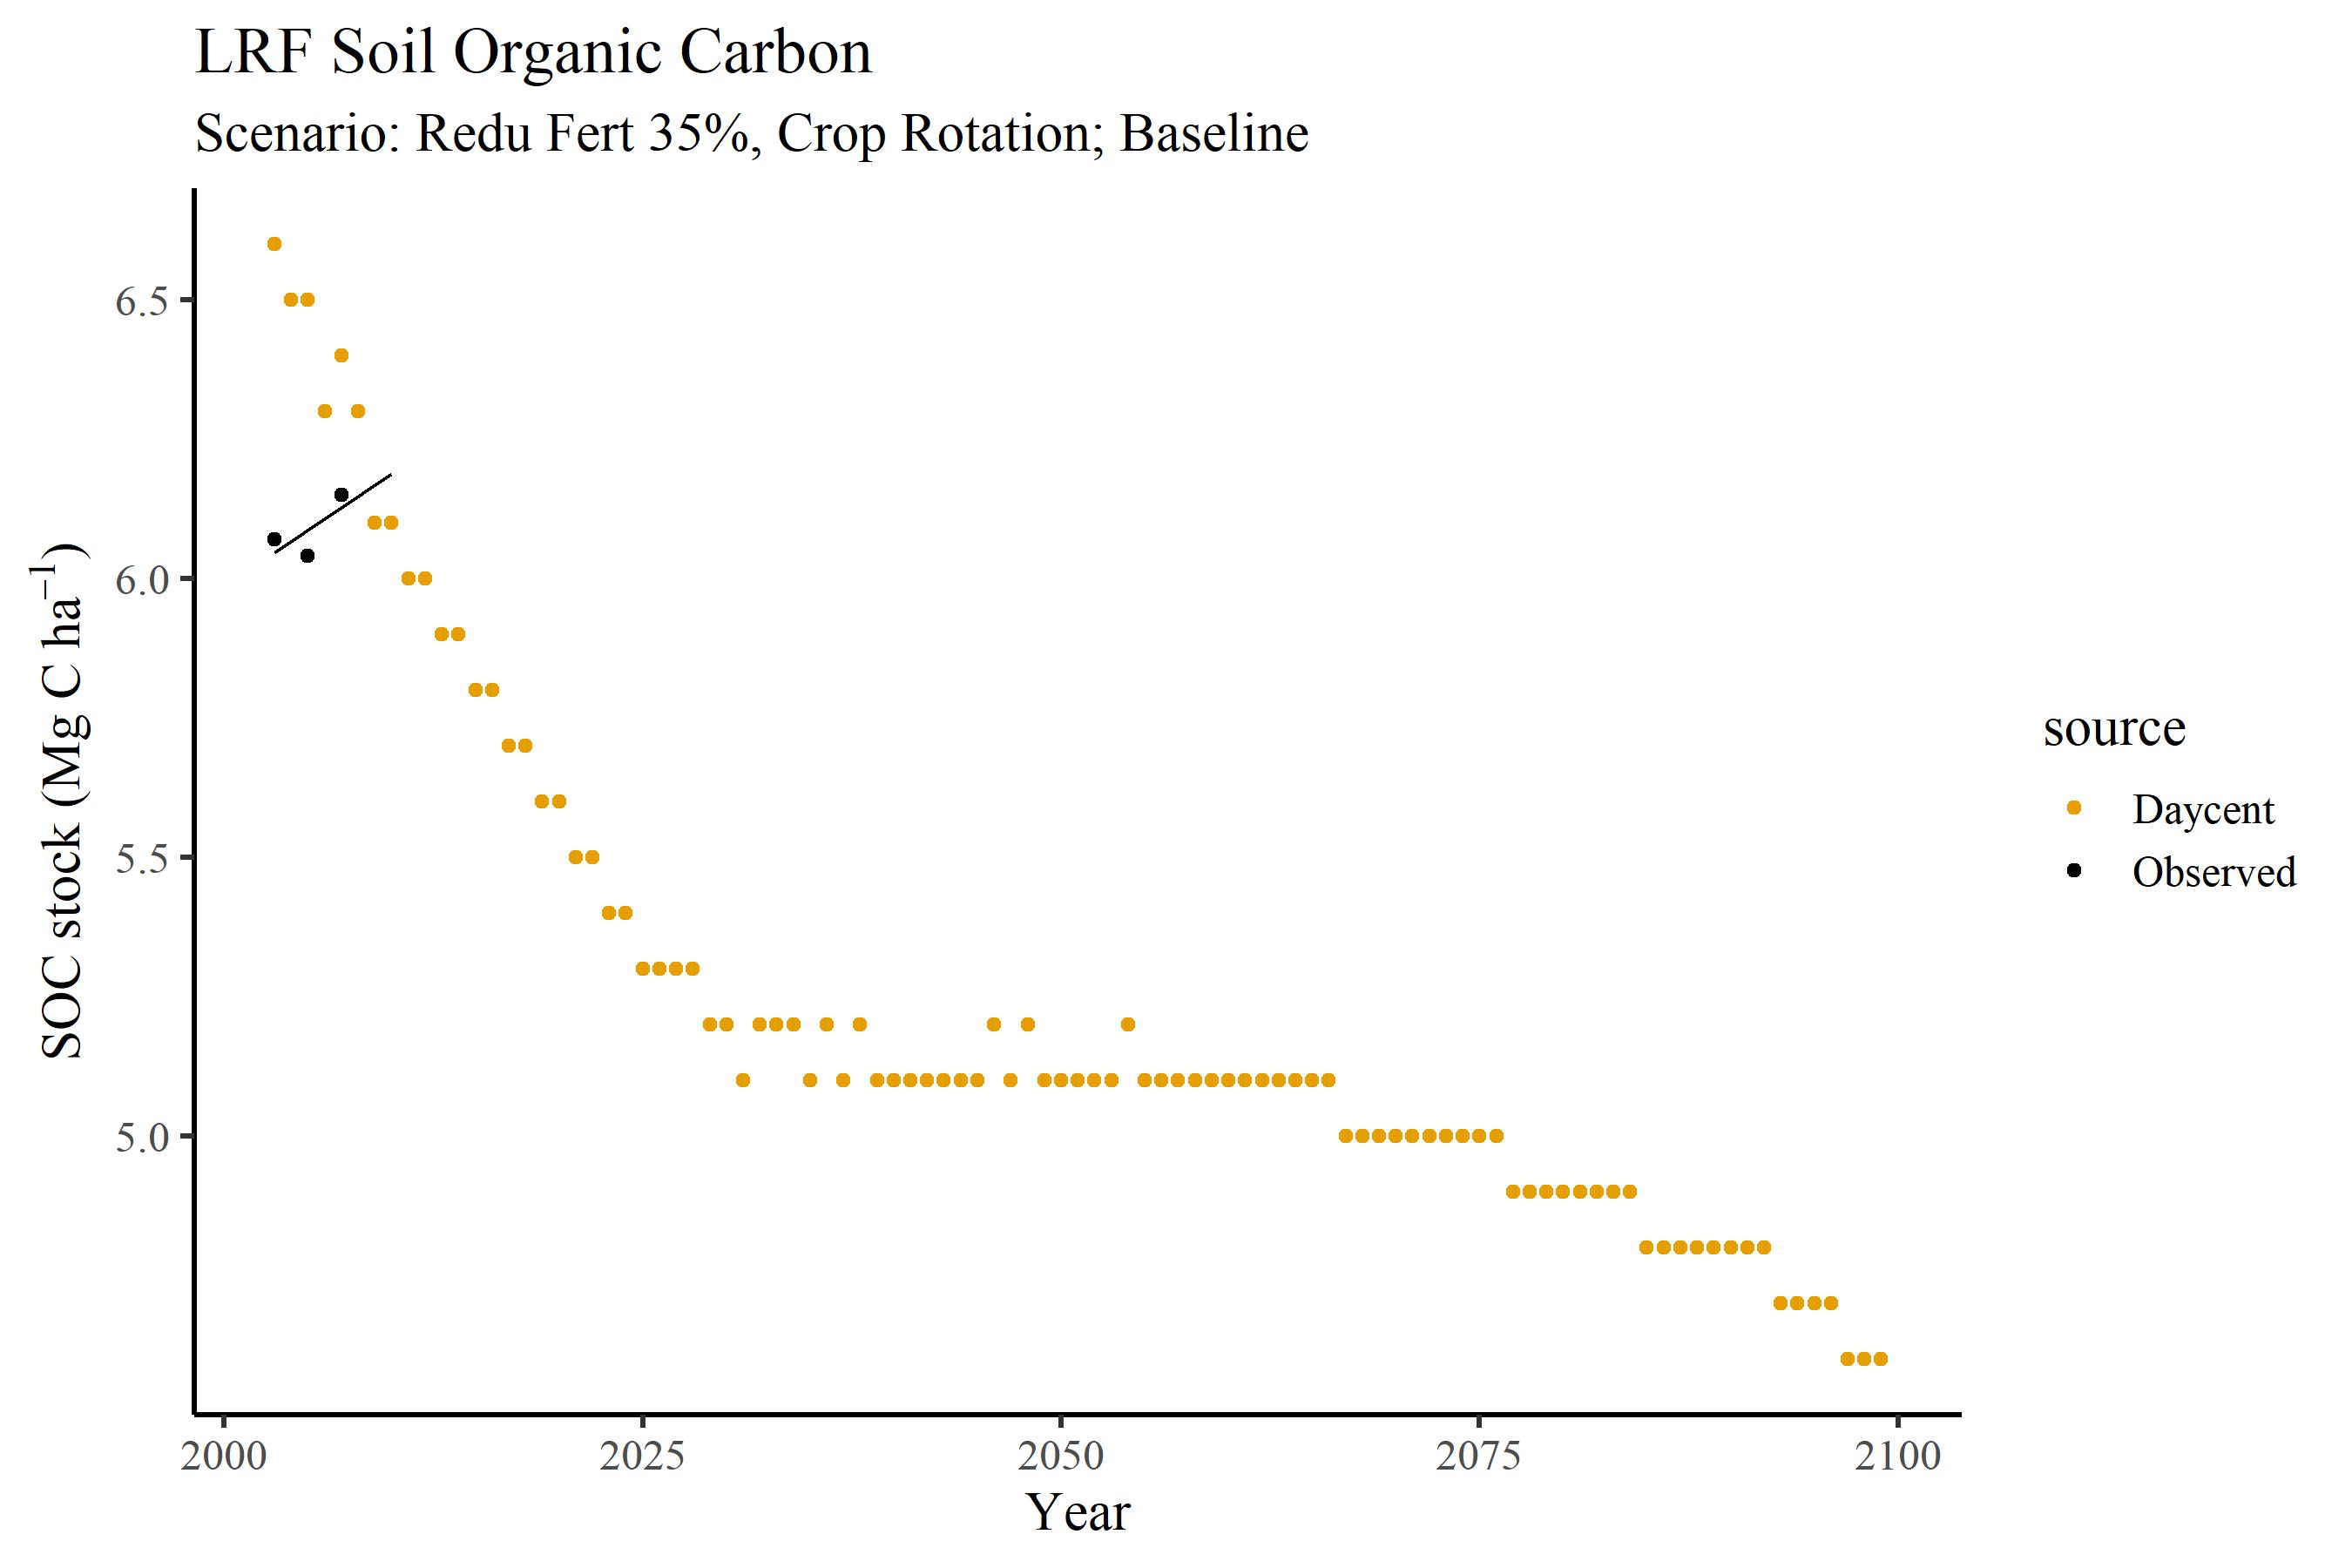 LRF Soil Organic Carbon
Scenario: Redu Fert 35%, Crop Rotation; Baseline
SOC stock (Mg C ha⁻¹)
6.5
6.0
5.5
5.0
2000 2025 2050 2075 2100
Year
source
Daycent
Observed